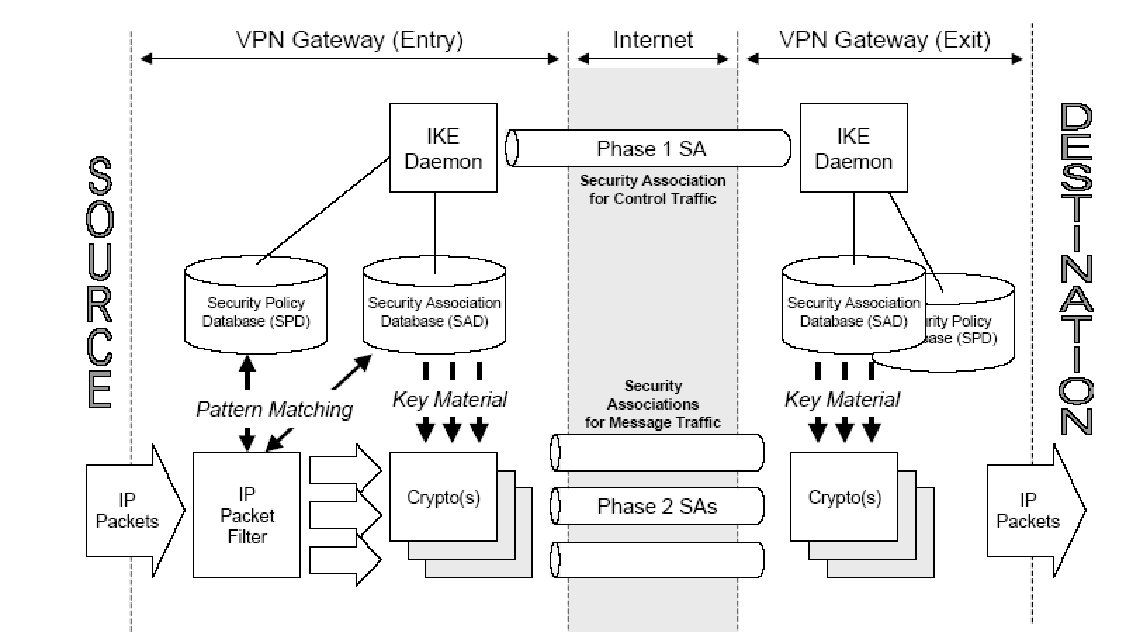 VPN Gateway (Entry)
Internet
VPN Gateway (Exit)
SOURCE
DESTINATION
IKE
Daemon
Phase 1 SA
IKE
Daemon
Security Association
for Control Traffic
Security Policy
Database (SPD)
Security Association
Database (SAD)
Security Association
Database (SAD)
urity Policy
base (SPD)
Pattern Matching
Key Material
Security
Associations
for Message Traffic
Key Material
IP
Packets
IP
Packet
Filter
Crypto(s)
Phase 2 SAs
Crypto(s)
IP
Packets